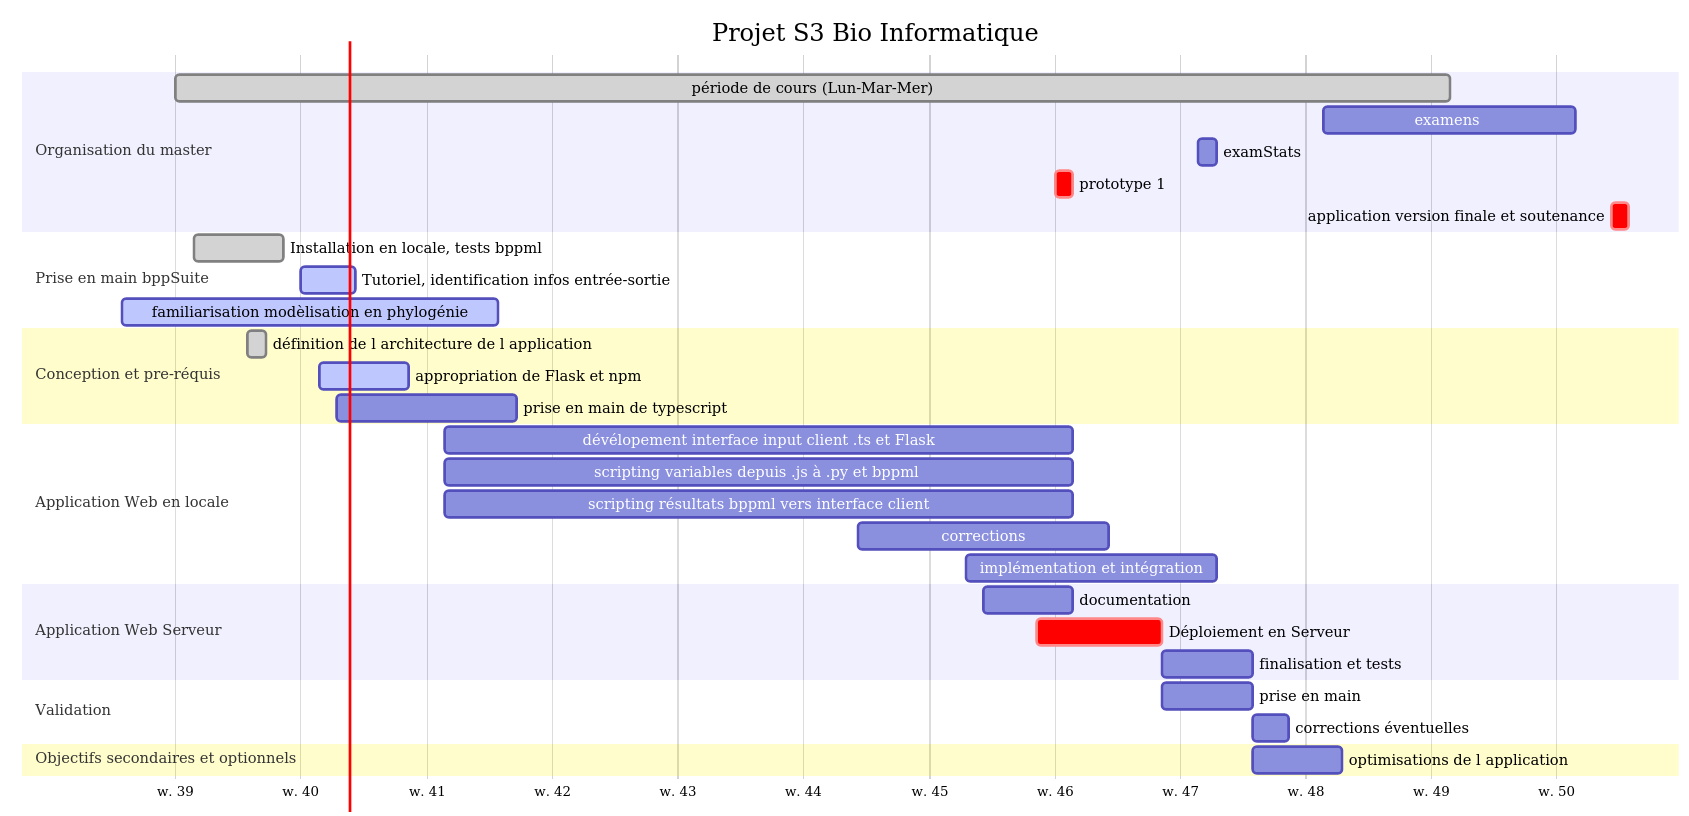 Projet S3 Bio Informatique
période de cours (Lun-Mar-Mer)
examens
Organisation du master
examStats
prototype 1
application version finale et soutenance
Installation en locale, tests bppml
Prise en main bppSuite
Tutoriel, identification infos entrée-sortie
familiarisation modèlisation en phylogénie
définition de l architecture de l application
Conception et pre-réquis
appropriation de Flask et npm
prise en main de typescript
dévélopement interface input client .ts et Flask
scripting variables depuis .js à .py et bppml
Application Web en locale
scripting résultats bppml vers interface client
corrections
implémentation et intégration
documentation
Application Web Serveur
Déploiement en Serveur
finalisation et tests
prise en main
Validation
corrections éventuelles
Objectifs secondaires et optionnels
optimisations de l application
w. 39 w. 40 w. 41 w. 42 w. 43 w. 44 w. 45 w. 46 w. 47 w. 48 w. 49 w. 50